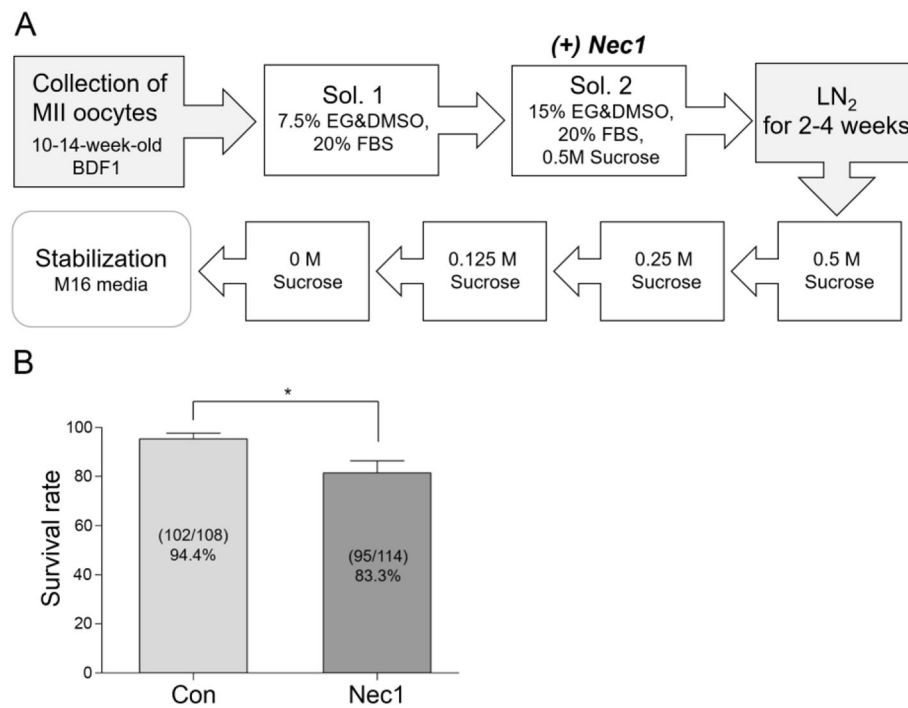 A
(+) Nec1
Collection of
MII oocytes
10-14-week-old
BDF1
Sol. 1
7.5% EG&DMSO,
20% FBS
Sol. 2
15% EG&DMSO,
20% FBS,
0.5M Sucrose
LN₂
for 2-4 weeks
Stabilization
M16 media
0 M
Sucrose
0.125 M
Sucrose
0.25 M
Sucrose
0.5 M
Sucrose
B
*
Survival rate
100
80
60
40
20
0
(102/108)
94.4%
(95/114)
83.3%
Con
Nec1